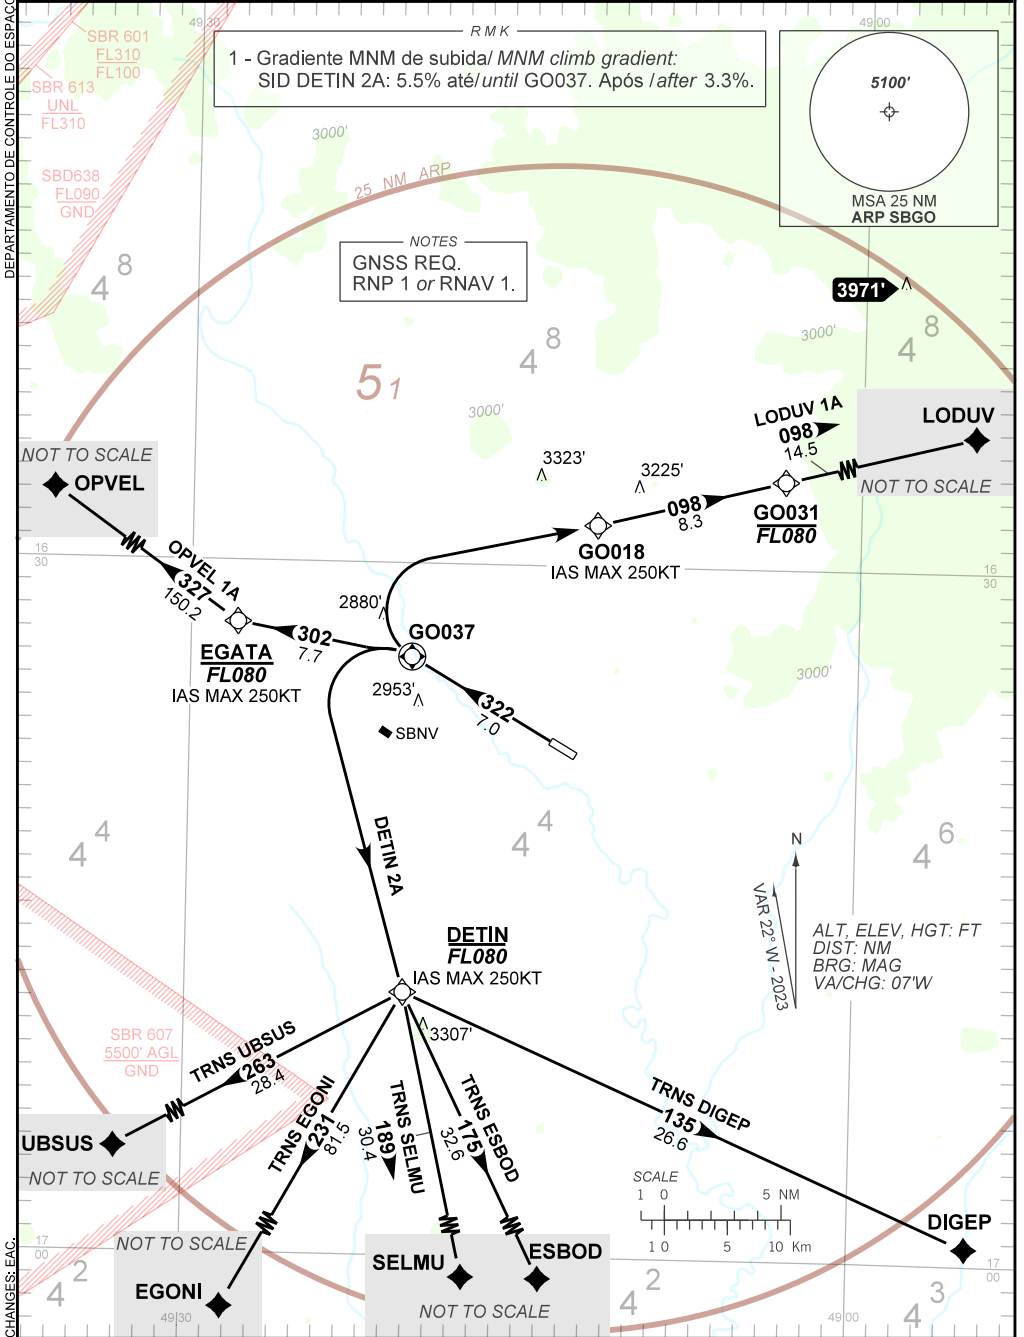 DEPARTAMENTO DE CONTROLE DO ESPAÇO
CHANGES: EAC.
49 30
49 00
SBR 601
FL310
FL100
SBR 613
UNL
FL310
SBD638
FL090
GND
RMK
1 - Gradiente MNM de subida/ MNM climb gradient:
SID DETIN 2A: 5.5% até/until GO037. Após /after 3.3%.
5100'
MSA 25 NM
ARP SBGO
3000'
25 NM ARP
NOTES
GNSS REQ.
RNP 1 or RNAV 1.
4 8
3971'
3000'
4 8
4 8
5 1
3000'
LODUV 1A
098
14.5
LODUV
NOT TO SCALE
NOT TO SCALE
OPVEL
3323'
3225'
098
8.3
GO031
FL080
GO018
IAS MAX 250KT
16
30
16
30
OPVEL 1A
327
150.2
2880'
GO037
302
7.7
EGATA
FL080
IAS MAX 250KT
2953'
322
7.0
3000'
SBNV
DETIN 2A
4 4
4 4
4 6
N
VAR 22° W - 2023
ALT, ELEV, HGT: FT
DIST: NM
BRG: MAG
VA/CHG: 07'W
DETIN
FL080
IAS MAX 250KT
3307'
SBR 607
5500' AGL
GND
TRNS UBSUS
263
28.4
TRNS EGONI
231
81.5
TRNS SELMU
189
30.4
TRNS ESBOD
175
32.6
TRNS DIGEP
135
26.6
UBSUS
NOT TO SCALE
SCALE
1 0 5 NM
1 0 5 10 Km
DIGEP
17
00
17
00
NOT TO SCALE
EGONI
SELMU
ESBOD
NOT TO SCALE
4 2
4 2
4 3
49 30
49 00